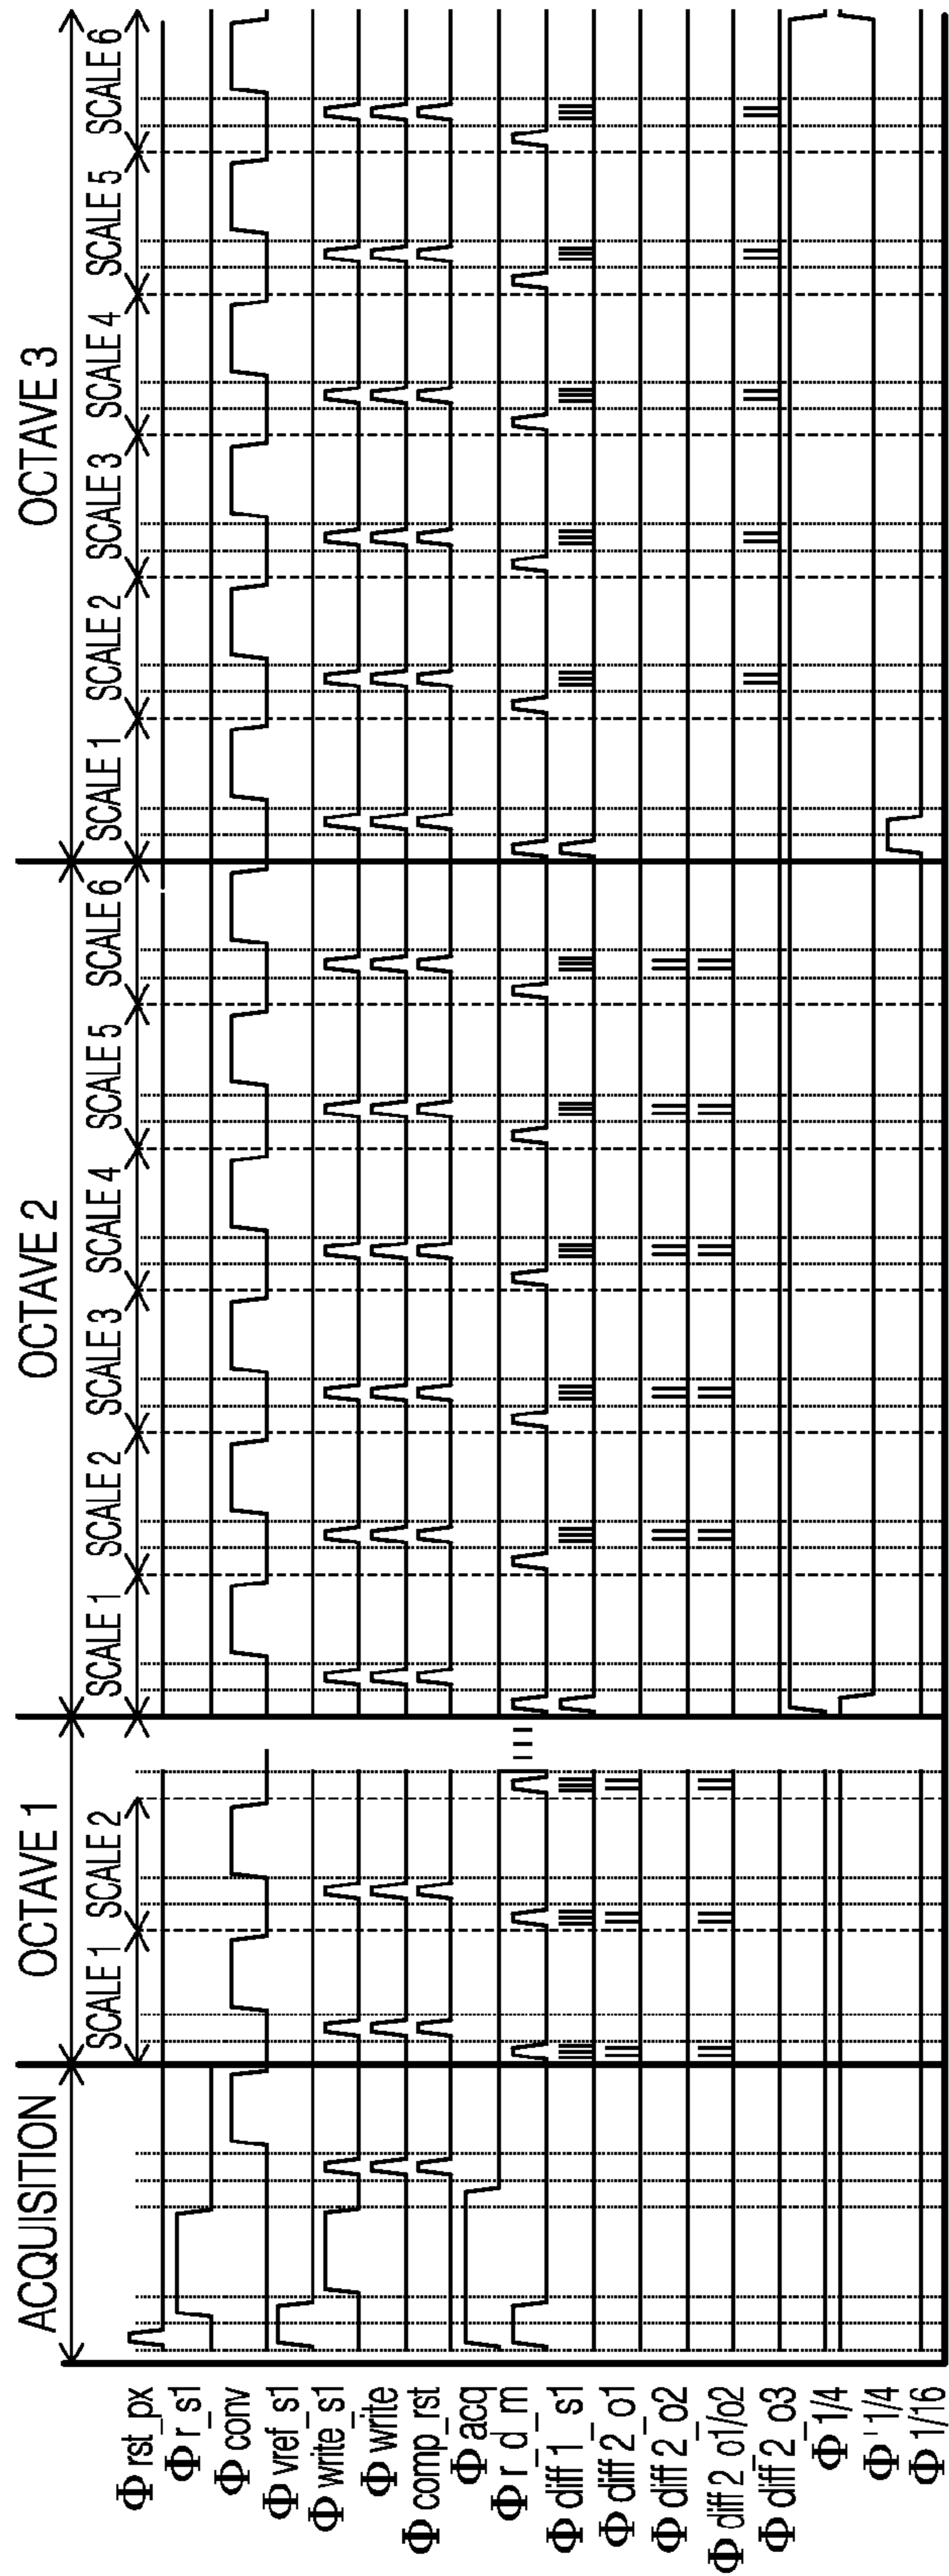 ACQUISITION
OCTAVE 1
OCTAVE 2
OCTAVE 3
SCALE 1
SCALE 2
SCALE 1
SCALE 2
SCALE 3
SCALE 4
SCALE 5
SCALE 6
SCALE 1
SCALE 2
SCALE 3
SCALE 4
SCALE 5
SCALE 6
Φ rst_px
Φ r_s1
Φ conv
Φ vref_s1
Φ write_s1
Φ write
Φ comp_rst
Φ acq
Φ r_d_m
Φ diff 1_s1
Φ diff 2_o1
Φ diff 2_o2
Φ diff 2_o1/o2
Φ diff 2_o3
Φ 1/4
Φ '1/4
Φ 1/16